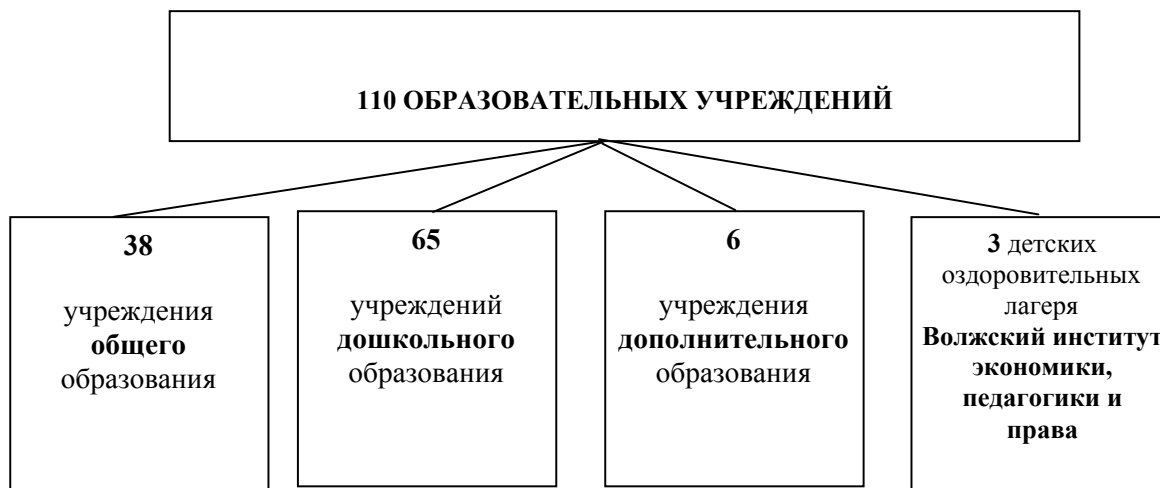 110 ОБРАЗОВАТЕЛЬНЫХ УЧРЕЖДЕНИЙ
38
учреждения
общего
образования
65
учреждений
дошкольного
образования
6
учреждения
дополнительного
образования
3 детских
оздоровительных
лагеря
Волжский институт
экономики,
педагогики и
права